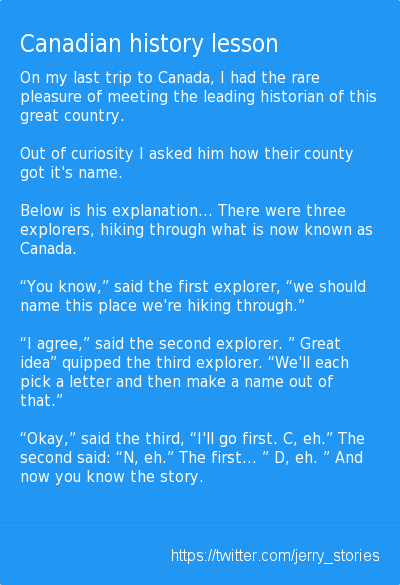 Canadian history lesson
On my last trip to Canada, I had the rare
pleasure of meeting the leading historian of this
great country.
Out of curiosity I asked him how their county
got it's name.
Below is his explanation... There were three
explorers, hiking through what is now known as
Canada.
“You know,” said the first explorer, “we should
name this place we're hiking through.”
“I agree,” said the second explorer. ” Great
idea” quipped the third explorer. “We'll each
pick a letter and then make a name out of
that.”
“Okay,” said the third, “I'll go first. C, eh.” The
second said: “N, eh.” The first... ” D, eh. ” And
now you know the story.
https://twitter.com/jerry_stories